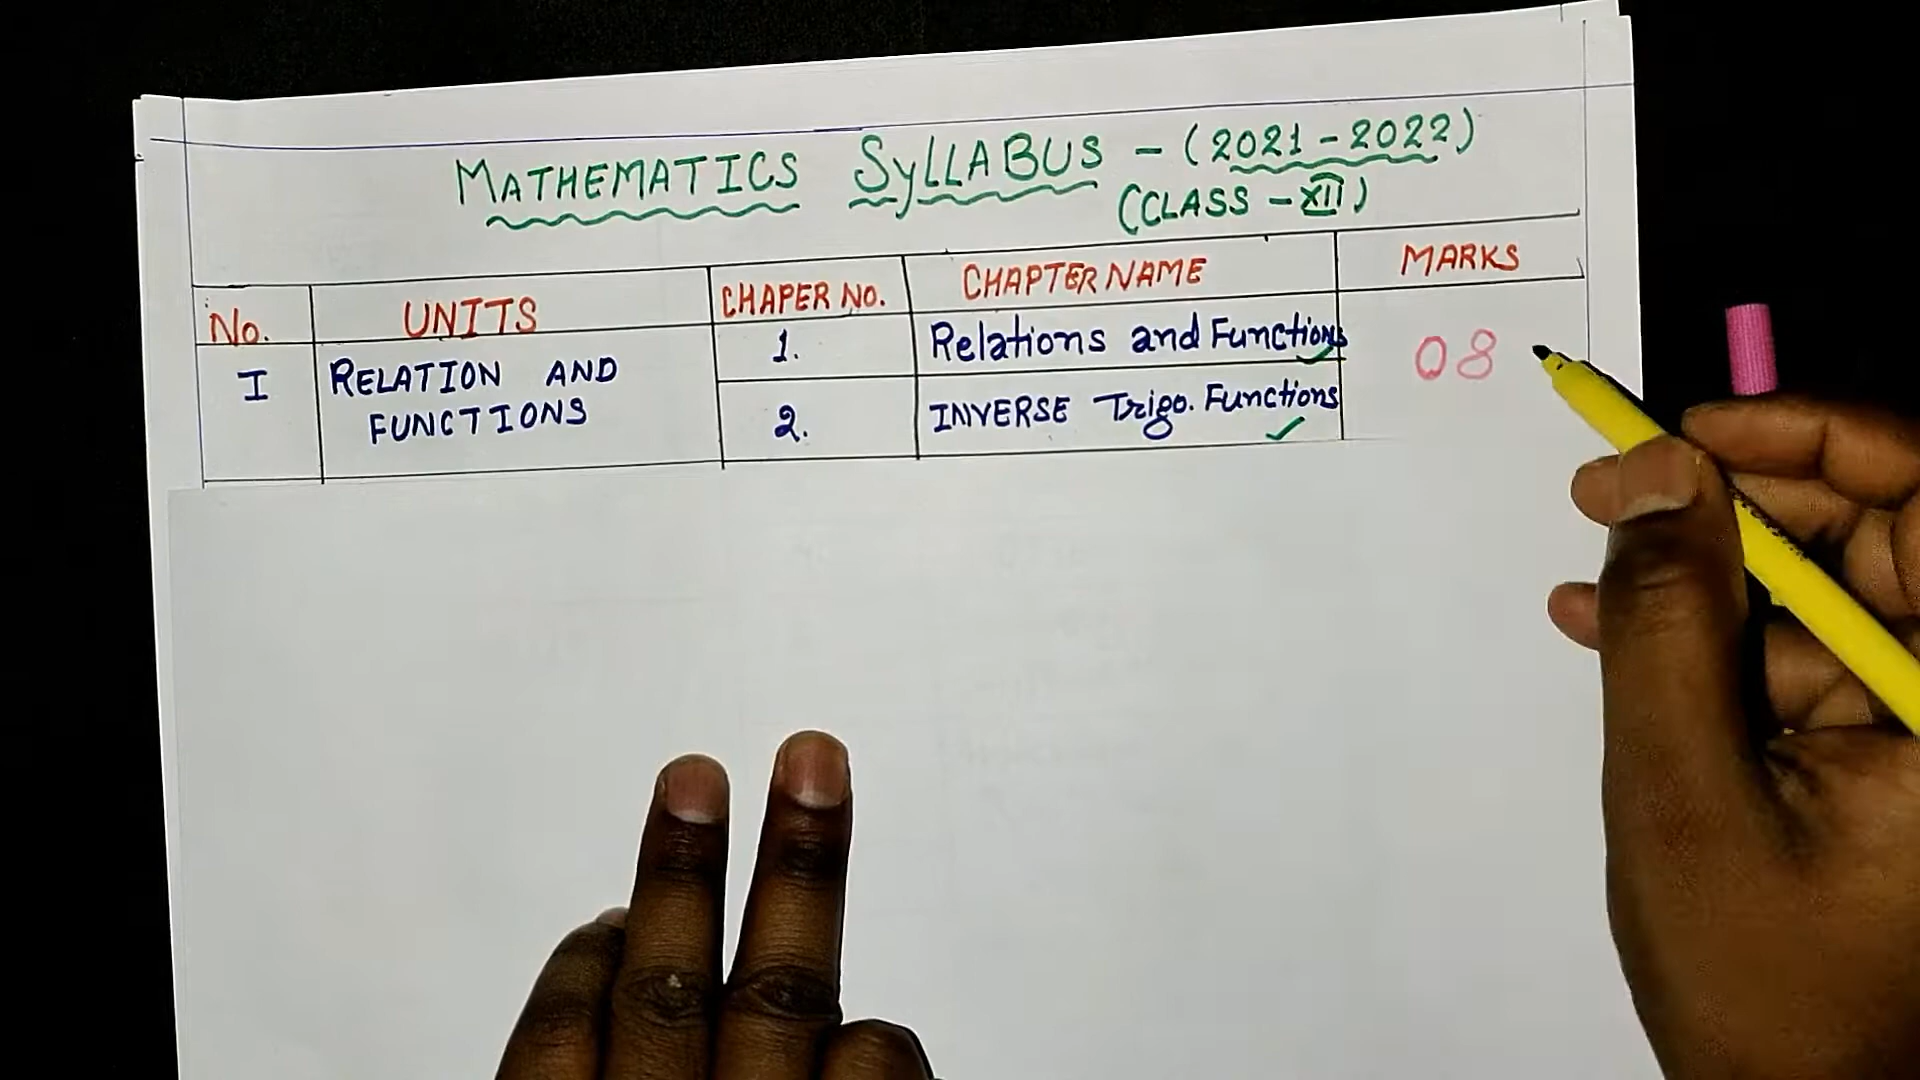 MATHEMATICS SyLLABUS - (2021-2022)
(CLASS - XII)
No. UNITS CHAPER NO. CHAPTER NAME MARKS
I RELATION AND FUNCTIONS 1. Relations and Functions 08
2. INVERSE Trigo. Functions